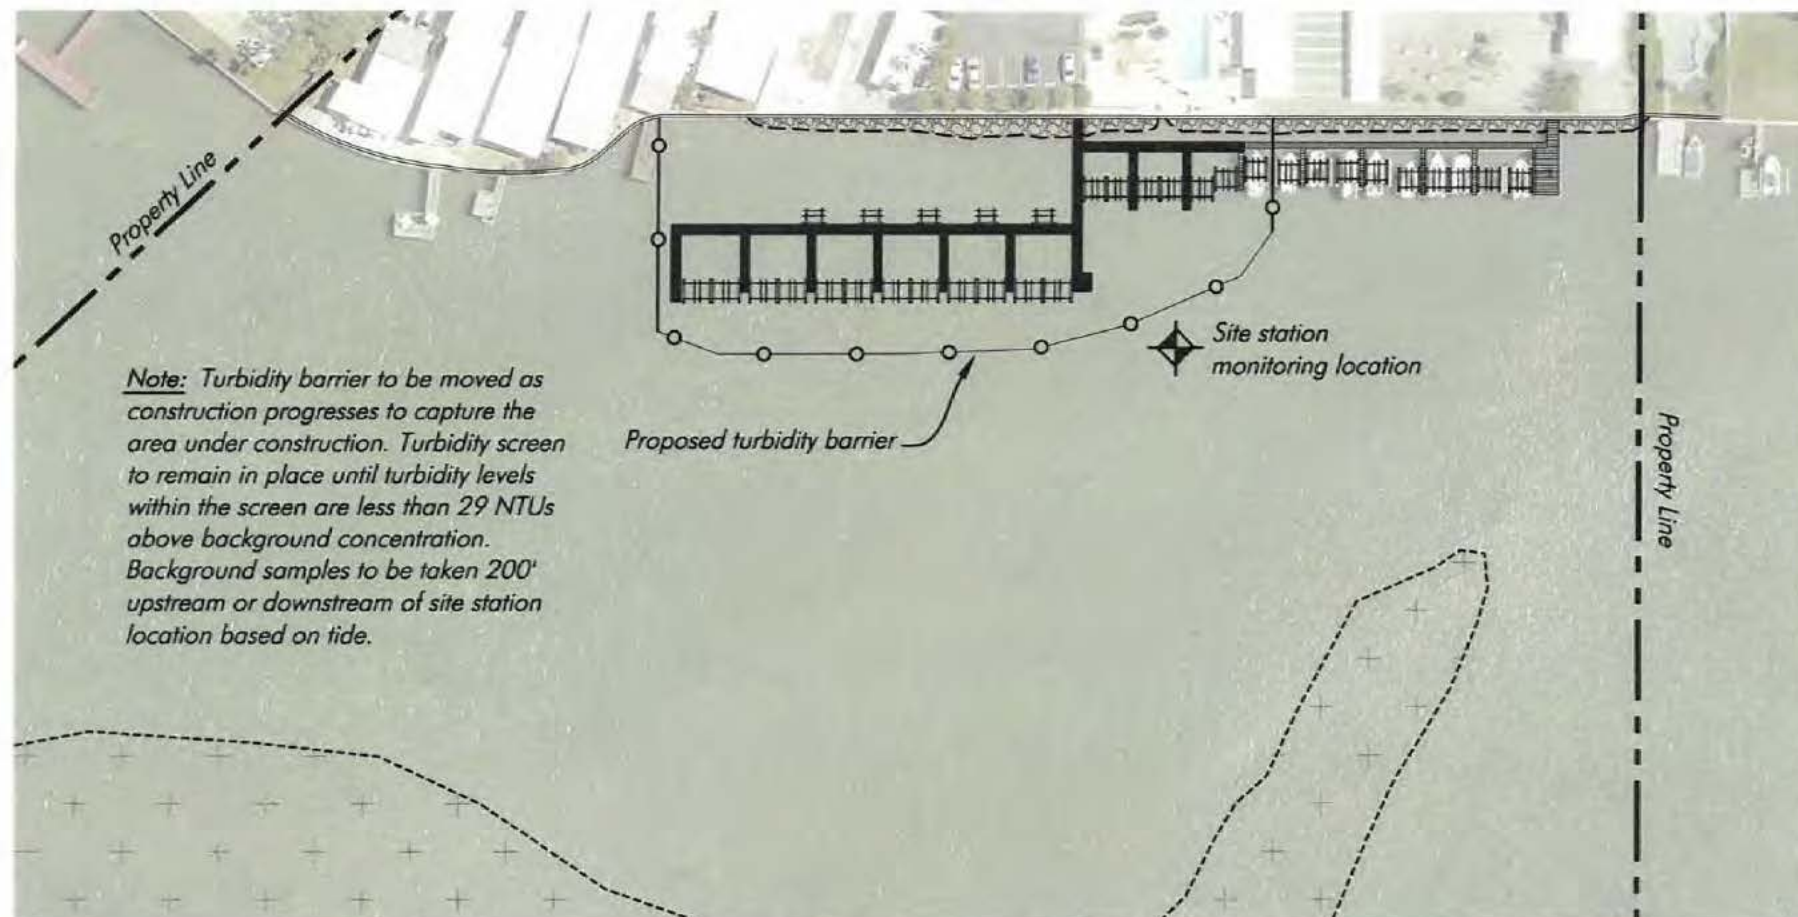 Property Line
Site station
monitoring location
Note: Turbidity barrier to be moved as
construction progresses to capture the
area under construction. Turbidity screen
to remain in place until turbidity levels
within the screen are less than 29 NTUs
above background concentration.
Background samples to be taken 200'
upstream or downstream of site station
location based on tide.
Proposed turbidity barrier
Property Line